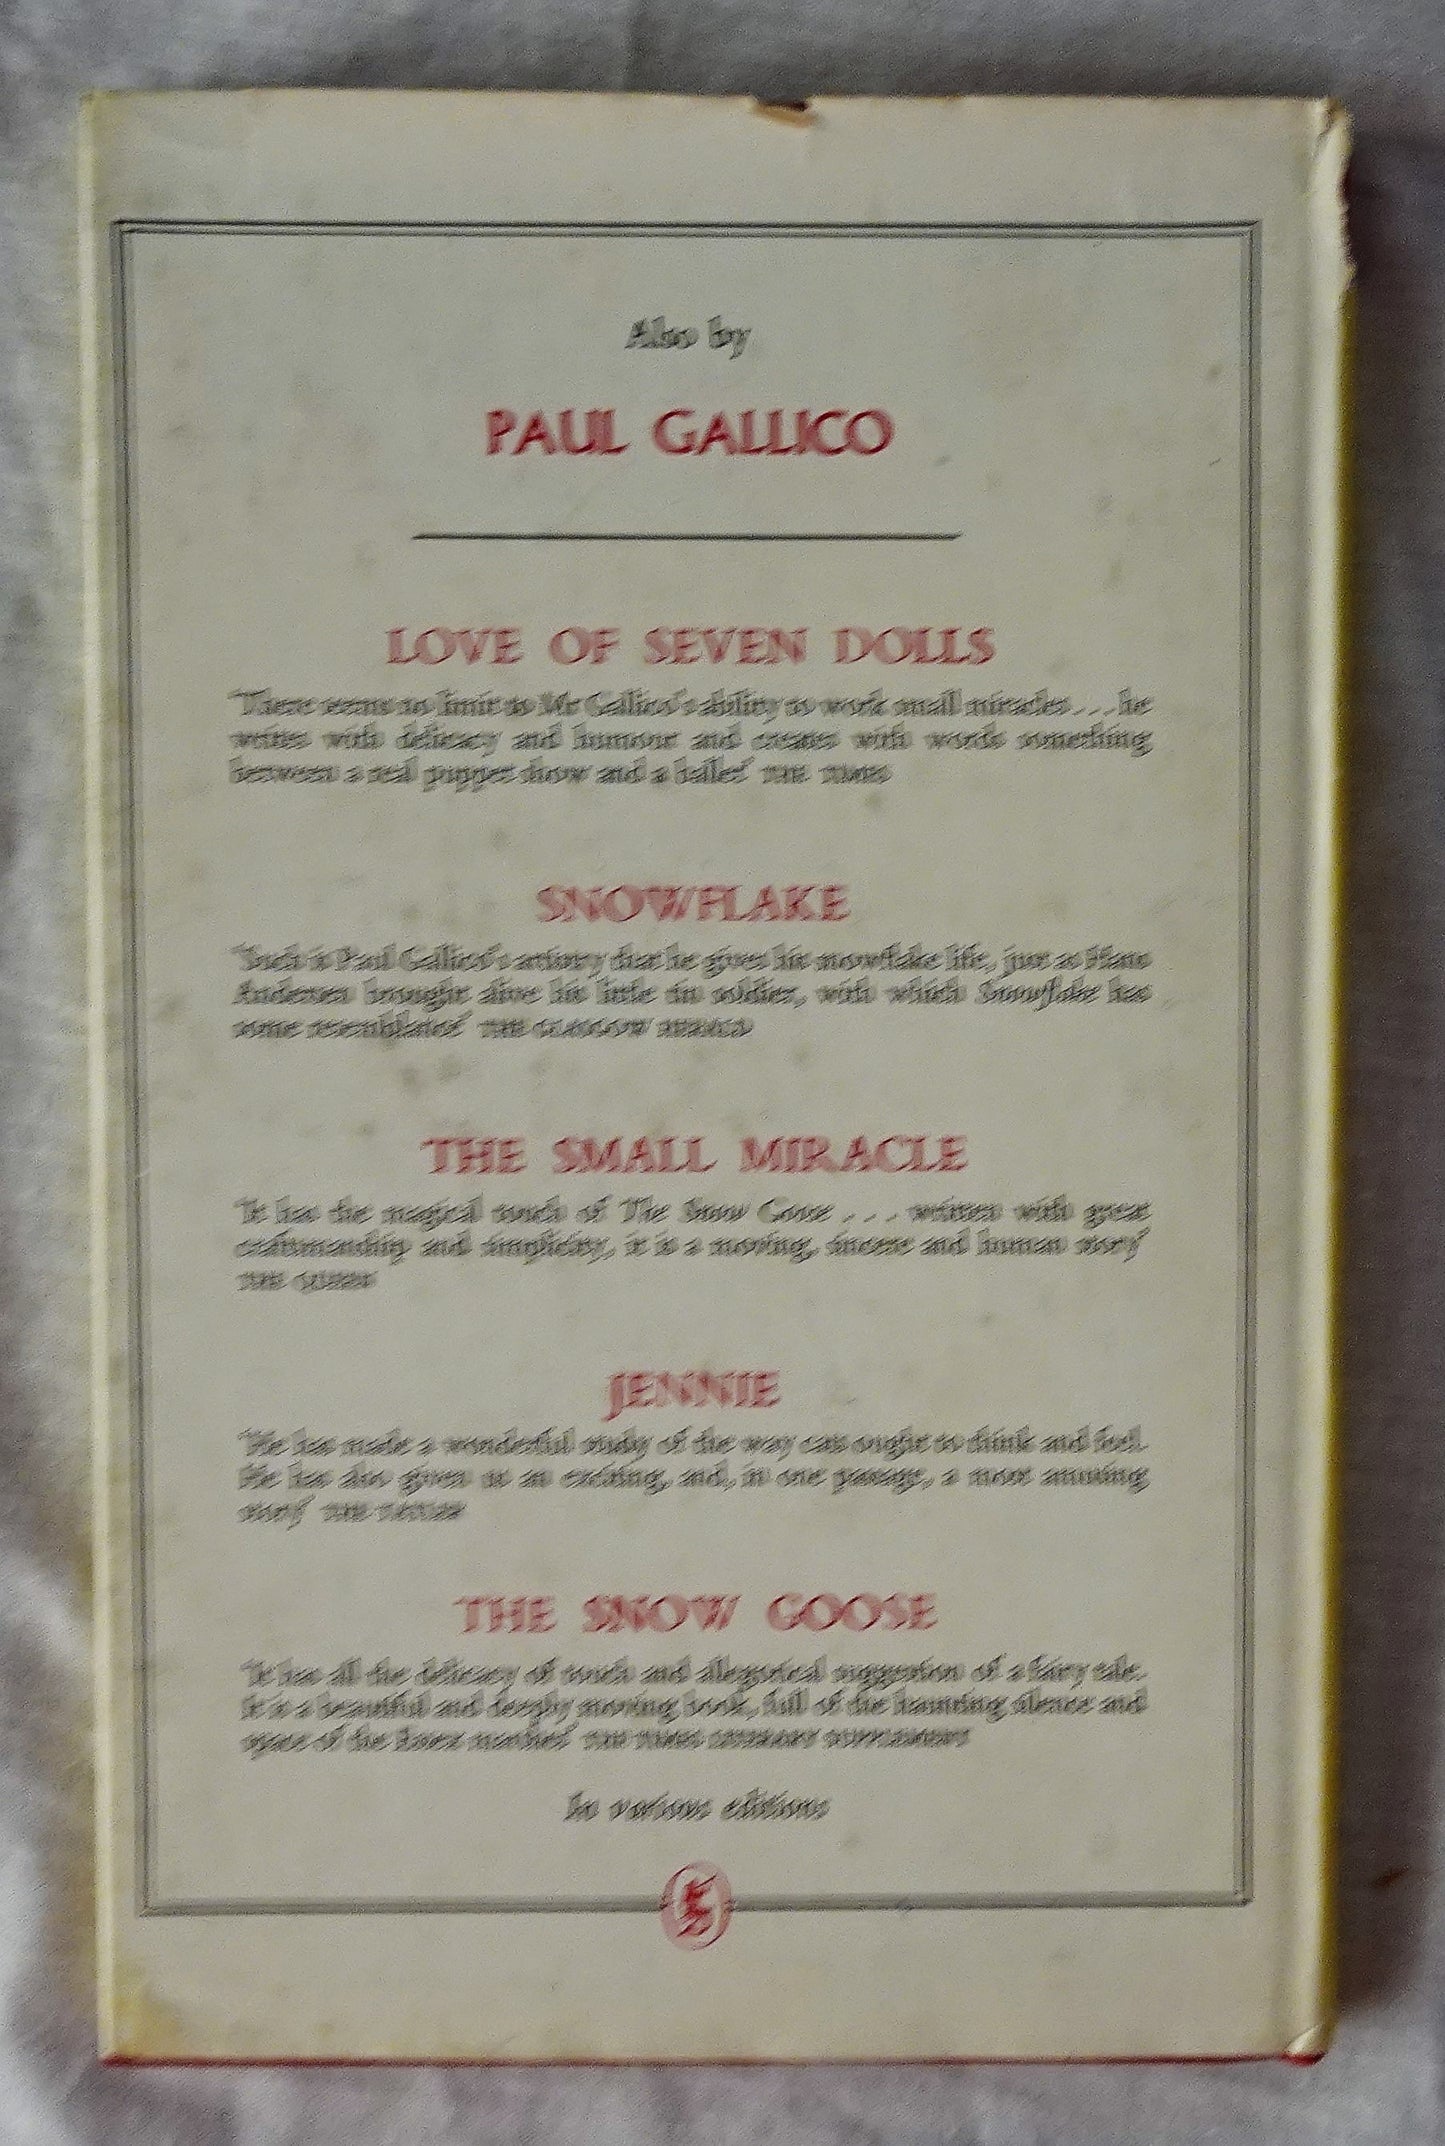 Also by
PAUL GALLICO
LOVE OF SEVEN DOLLS
'There seems no limit to Mr Gallico's ability to work small miracles . . . he
writes with delicacy and humour and creates with words something
between a real puppet show and a ballet' THE TIMES
SNOWFLAKE
'Such is Paul Gallico's artistry that he gives his snowflake life, just as Hans
Andersen brought alive his little tin soldier, with which Snowflake has
some resemblance' THE GLASGOW HERALD
THE SMALL MIRACLE
'It has the magical touch of The Snow Goose . . . written with great
craftsmanship and simplicity, it is a moving, sincere and human story'
THE QUEEN
JENNIE
'He has made a wonderful study of the way cats ought to think and feel.
He has also given us an exciting, and, in one passage, a most amusing,
story' THE TATLER
THE SNOW GOOSE
'It has all the delicacy of touch and allegorical suggestion of a fairy tale.
It is a beautiful and deeply moving book, full of the haunting silence and
space of the Essex marshes' THE TIMES LITERARY SUPPLEMENT
In various editions